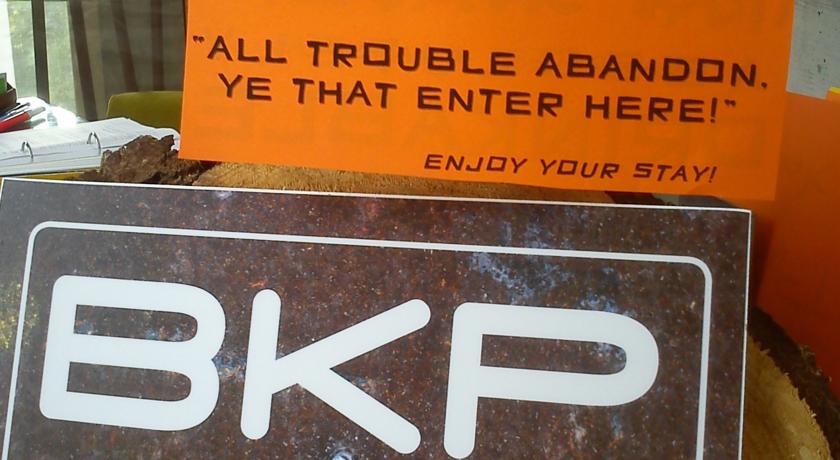 "ALL TROUBLE ABANDON,
YE THAT ENTER HERE!"
ENJOY YOUR STAY!
BKP